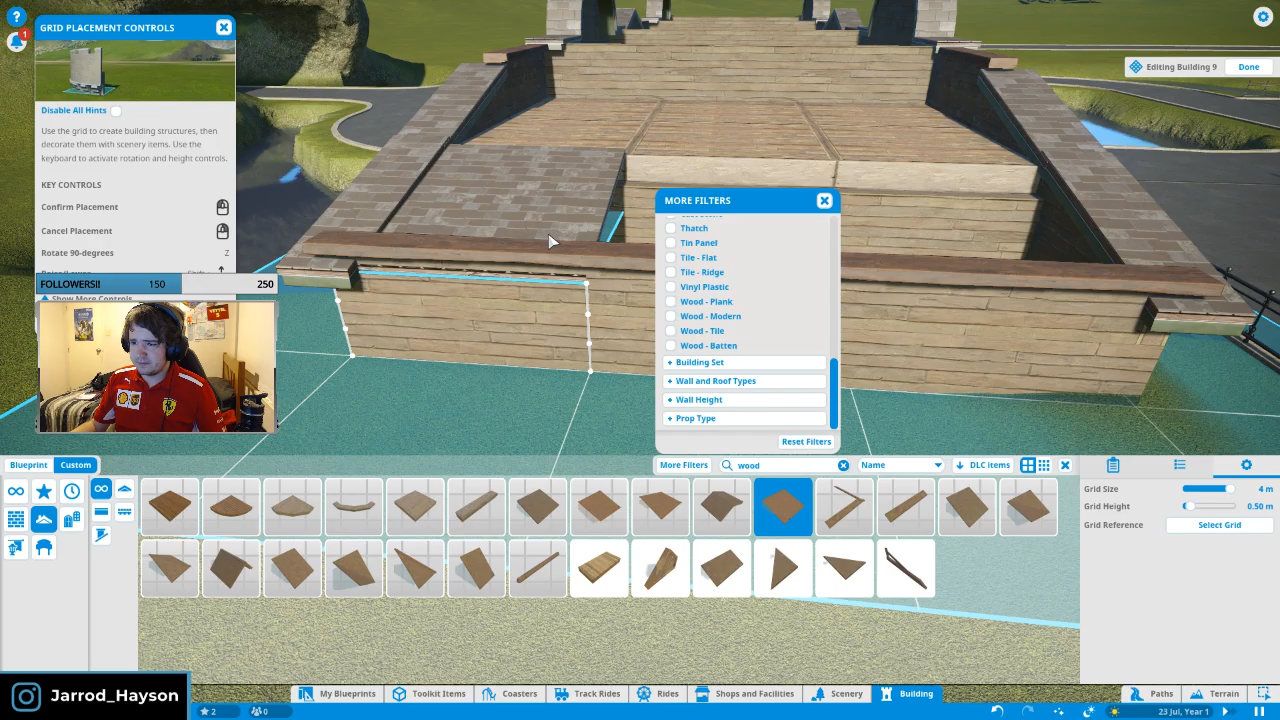 ?
1
GRID PLACEMENT CONTROLS
Disable All Hints
Use the grid to create building structures, then
decorate them with scenery items. Use the
keyboard to activate rotation and height controls.
KEY CONTROLS
Confirm Placement
Cancel Placement
Rotate 90-degrees Z
Show More Controls
FOLLOWERS!! 150 250
Editing Building 9 Done
MORE FILTERS
Thatch
Tin Panel
Tile - Flat
Tile - Ridge
Vinyl Plastic
Wood - Plank
Wood - Modern
Wood - Tile
Wood - Batten
+ Building Set
+ Wall and Roof Types
Wall Height
+ Prop Type
Reset Filters
Blueprint Custom
More Filters wood Name DLC items
Grid Size 4 m
Grid Height 0.50 m
Grid Reference Select Grid
Jarrod_Hayson
My Blueprints Toolkit Items Coasters Track Rides Rides Shops and Facilities Scenery Building Paths Terrain
2 0 23 Jul, Year 1